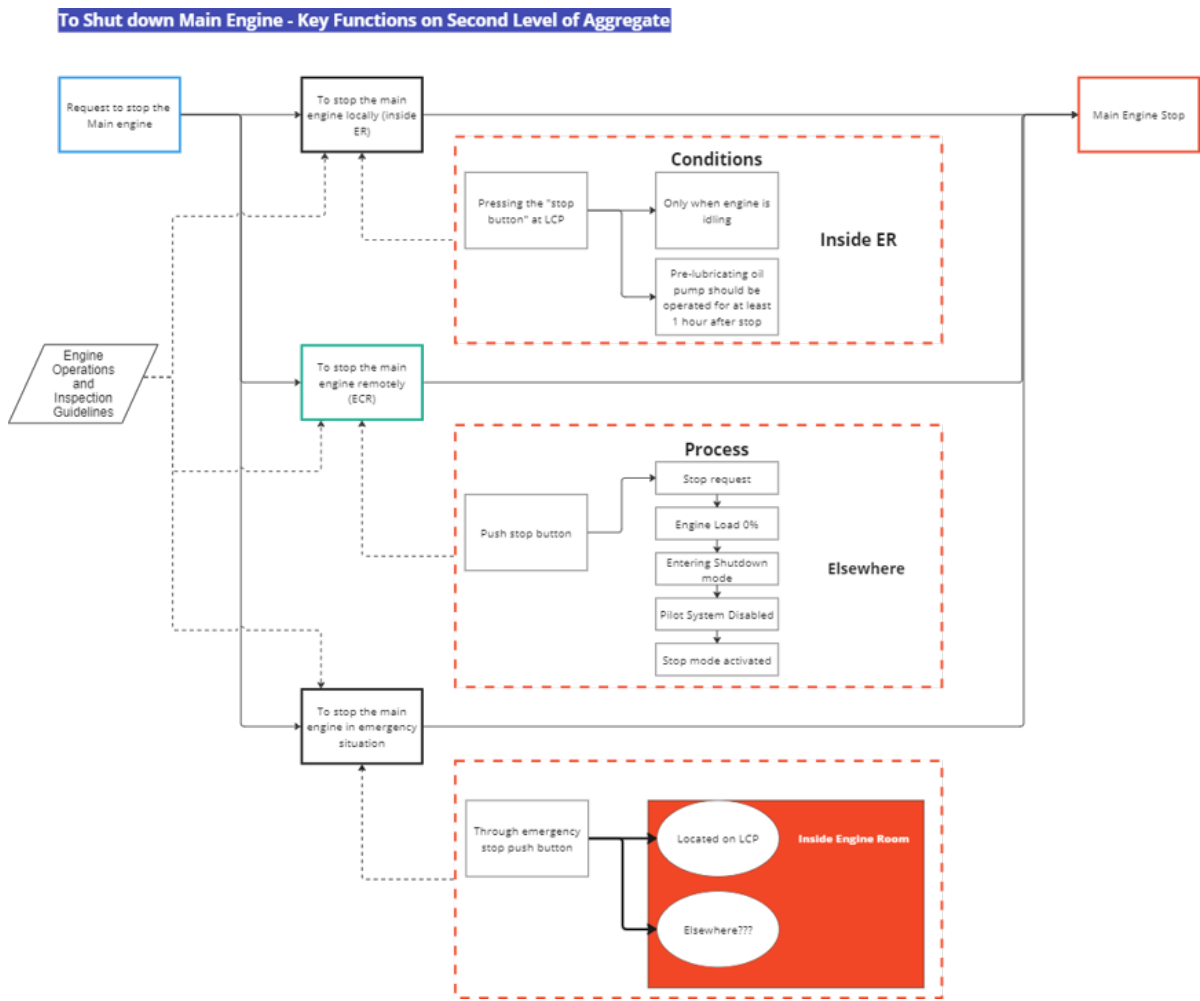 To Shut down Main Engine - Key Functions on Second Level of Aggregate
Request to stop the
Main engine
To stop the main
engine locally (inside
ER)
Main Engine Stop
Conditions
Pressing the "stop
button" at LCP
Only when engine is
idling
Inside ER
Pre-lubricating oil
pump should be
operated for at least
1 hour after stop
Engine
Operations
and
Inspection
Guidelines
To stop the main
engine remotely
(ECR)
Process
Push stop button
Stop request
Engine Load 0%
Entering Shutdown
mode
Pilot System Disabled
Stop mode activated
Elsewhere
To stop the main
engine in emergency
situation
Through emergency
stop push button
Located on LCP
Inside Engine Room
Elsewhere???